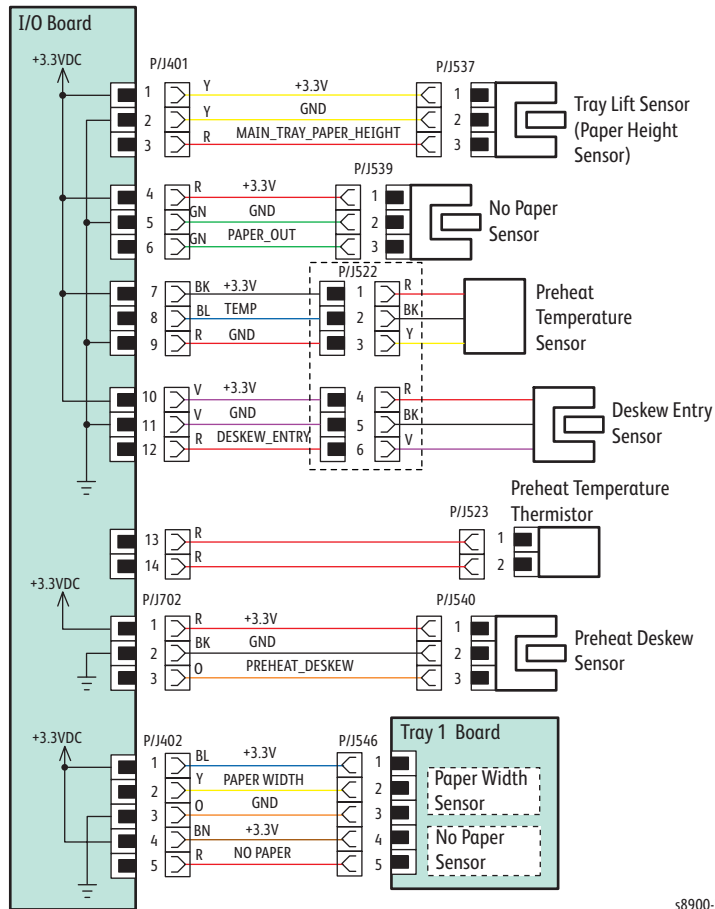 I/O Board
+3.3VDC
P/J401
P/J537
1 Y +3.3V 1
2 Y GND 2
3 R MAIN_TRAY_PAPER_HEIGHT 3
Tray Lift Sensor
(Paper Height
Sensor)
P/J539
4 R +3.3V 1
5 GN GND 2
6 GN PAPER_OUT 3
No Paper
Sensor
P/J522
7 BK +3.3V 1 R
8 BL TEMP 2 BK
9 R GND 3 Y
Preheat
Temperature
Sensor
10 V +3.3V 4 R
11 V GND 5 BK
12 R DESKEW_ENTRY 6 V
Deskew Entry
Sensor
Preheat Temperature
Thermistor
P/J523
13 R 1
14 R 2
+3.3VDC
P/J702
P/J540
1 R +3.3V 1
2 BK GND 2
3 O PREHEAT_DESKEW 3
Preheat Deskew
Sensor
+3.3VDC
P/J402
P/J546
Tray 1 Board
1 BL +3.3V 1
2 Y PAPER WIDTH 2
3 O GND 3
4 BN +3.3V 4
5 R NO PAPER 5
Paper Width
Sensor
No Paper
Sensor
s8900-